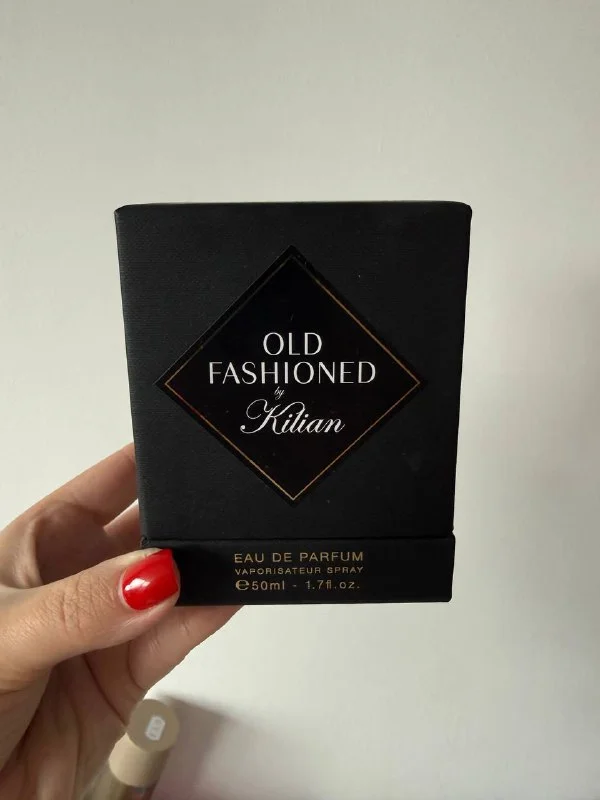 OLD
FASHIONED
by
Kilian
EAU DE PARFUM
VAPORISATEUR SPRAY
℮50ml - 1.7fl.oz.